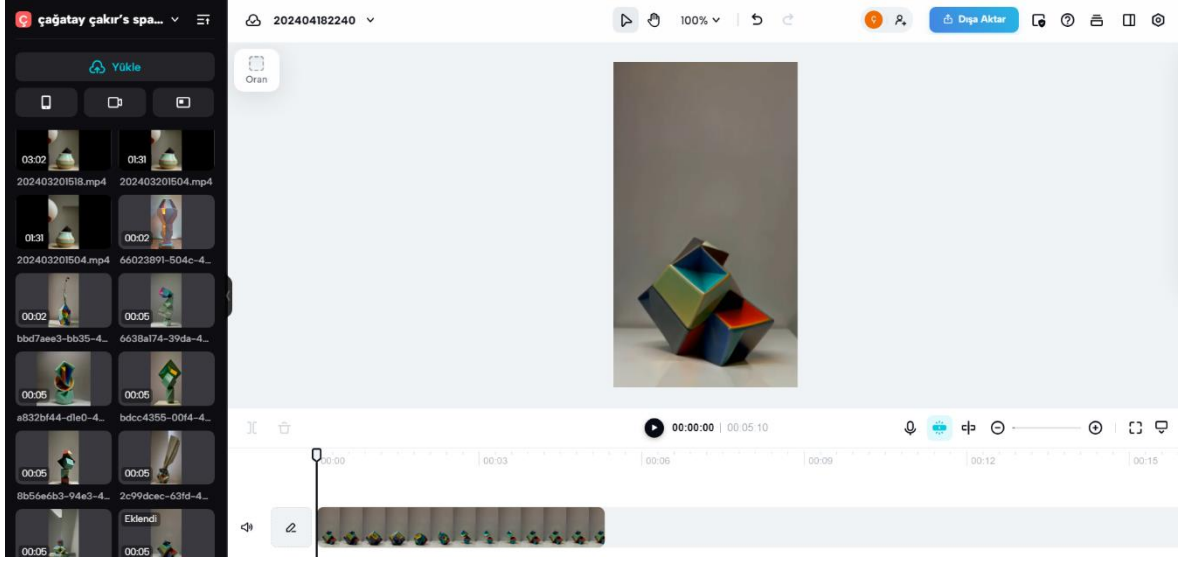 Ç çağatay çakır's spa...
202404182240
100%
Ç
Dışa Aktar
Yükle
Oran
03:02
01:31
202403201518.mp4
202403201504.mp4
01:31
00:02
202403201504.mp4
66023891-504c-4...
00:02
00:05
bbd7aee3-bb35-4...
6638a174-39da-4...
00:05
00:05
a832bf44-d1e0-4...
bdcc4355-00f4-4...
00:00:00 | 00:05:10
00:05
00:05
8b56e6b3-94e3-4...
2c99dcec-63fd-4...
00:00
00:03
00:06
00:09
00:12
00:15
Eklendi
00:05
00:05